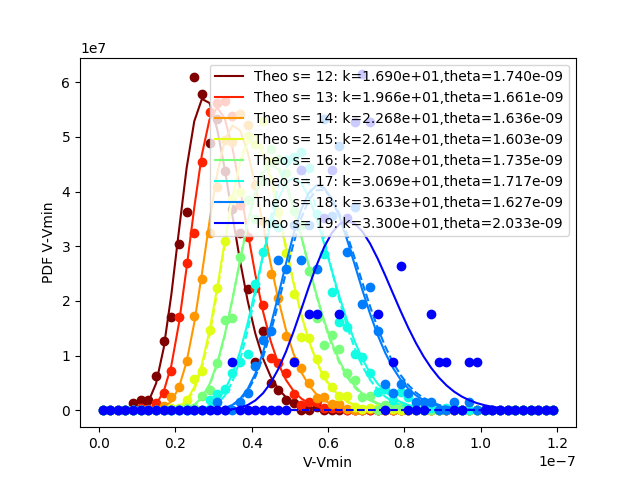 1e7
Theo s= 12: k=1.690e+01,theta=1.740e-09
Theo s= 13: k=1.966e+01,theta=1.661e-09
Theo s= 14: k=2.268e+01,theta=1.636e-09
Theo s= 15: k=2.614e+01,theta=1.603e-09
Theo s= 16: k=2.708e+01,theta=1.735e-09
Theo s= 17: k=3.069e+01,theta=1.717e-09
Theo s= 18: k=3.633e+01,theta=1.627e-09
Theo s= 19: k=3.300e+01,theta=2.033e-09
6
5
4
3
2
1
0
PDF V-Vmin
0.0 0.2 0.4 0.6 0.8 1.0 1.2
V-Vmin
1e−7